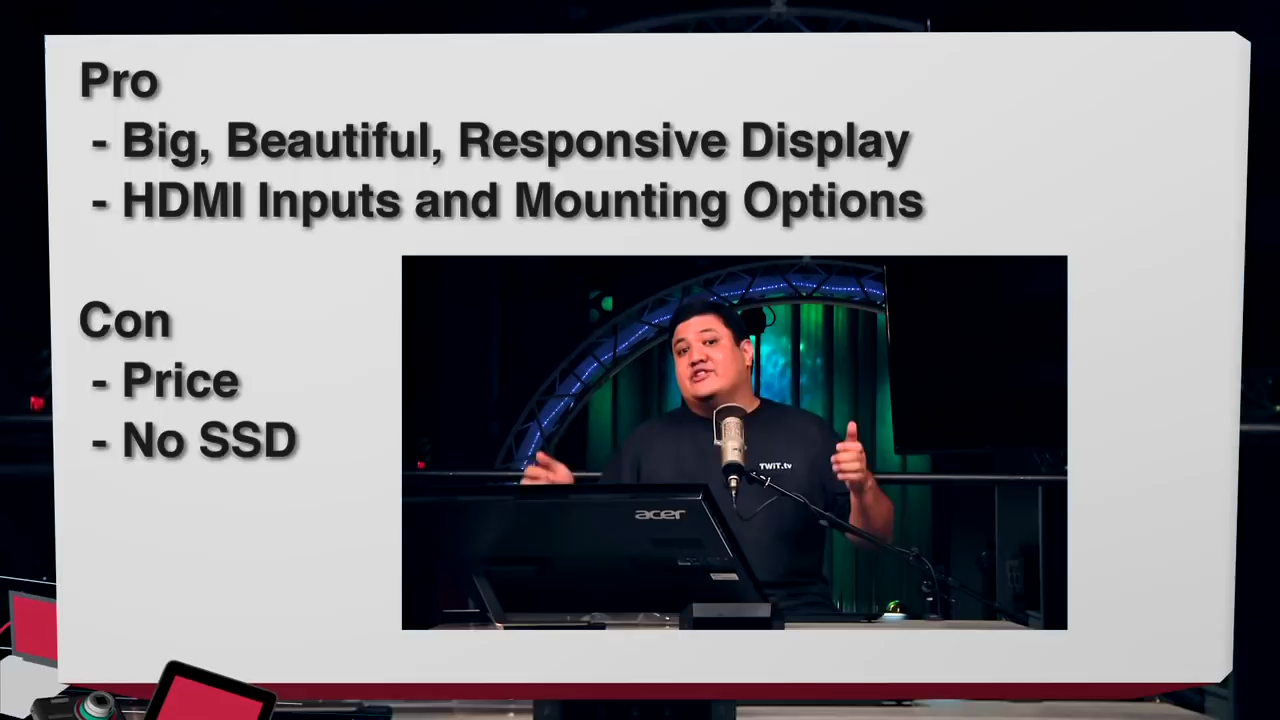 Pro
- Big, Beautiful, Responsive Display
- HDMI Inputs and Mounting Options
Con
- Price
- No SSD
TWiT.tv
acer